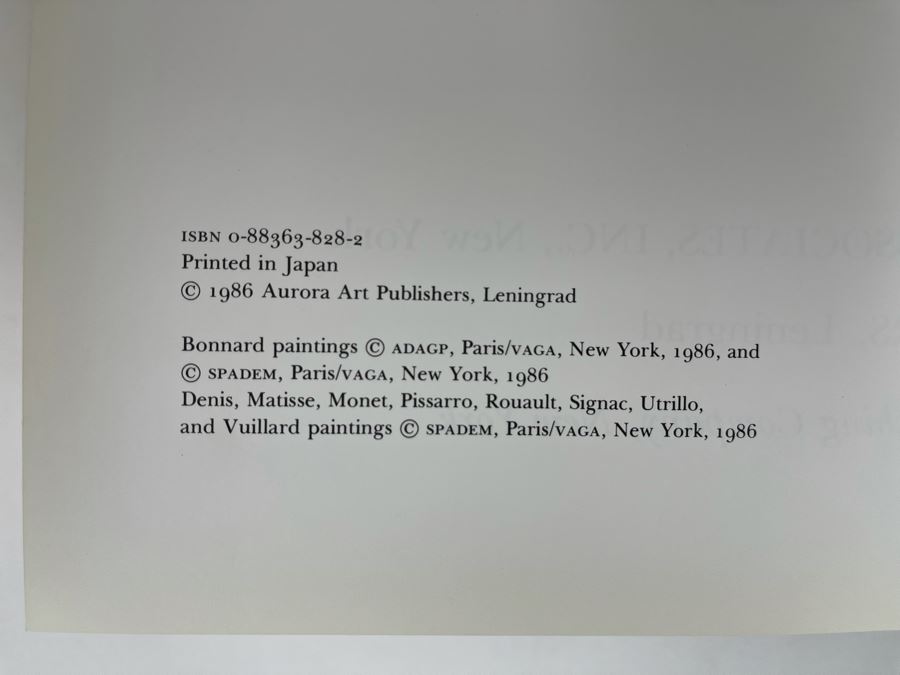 ISBN 0-88363-828-2
Printed in Japan
© 1986 Aurora Art Publishers, Leningrad
Bonnard paintings © ADAGP, Paris/VAGA, New York, 1986, and
© SPADEM, Paris/VAGA, New York, 1986
Denis, Matisse, Monet, Pissarro, Rouault, Signac, Utrillo,
and Vuillard paintings © SPADEM, Paris/VAGA, New York, 1986